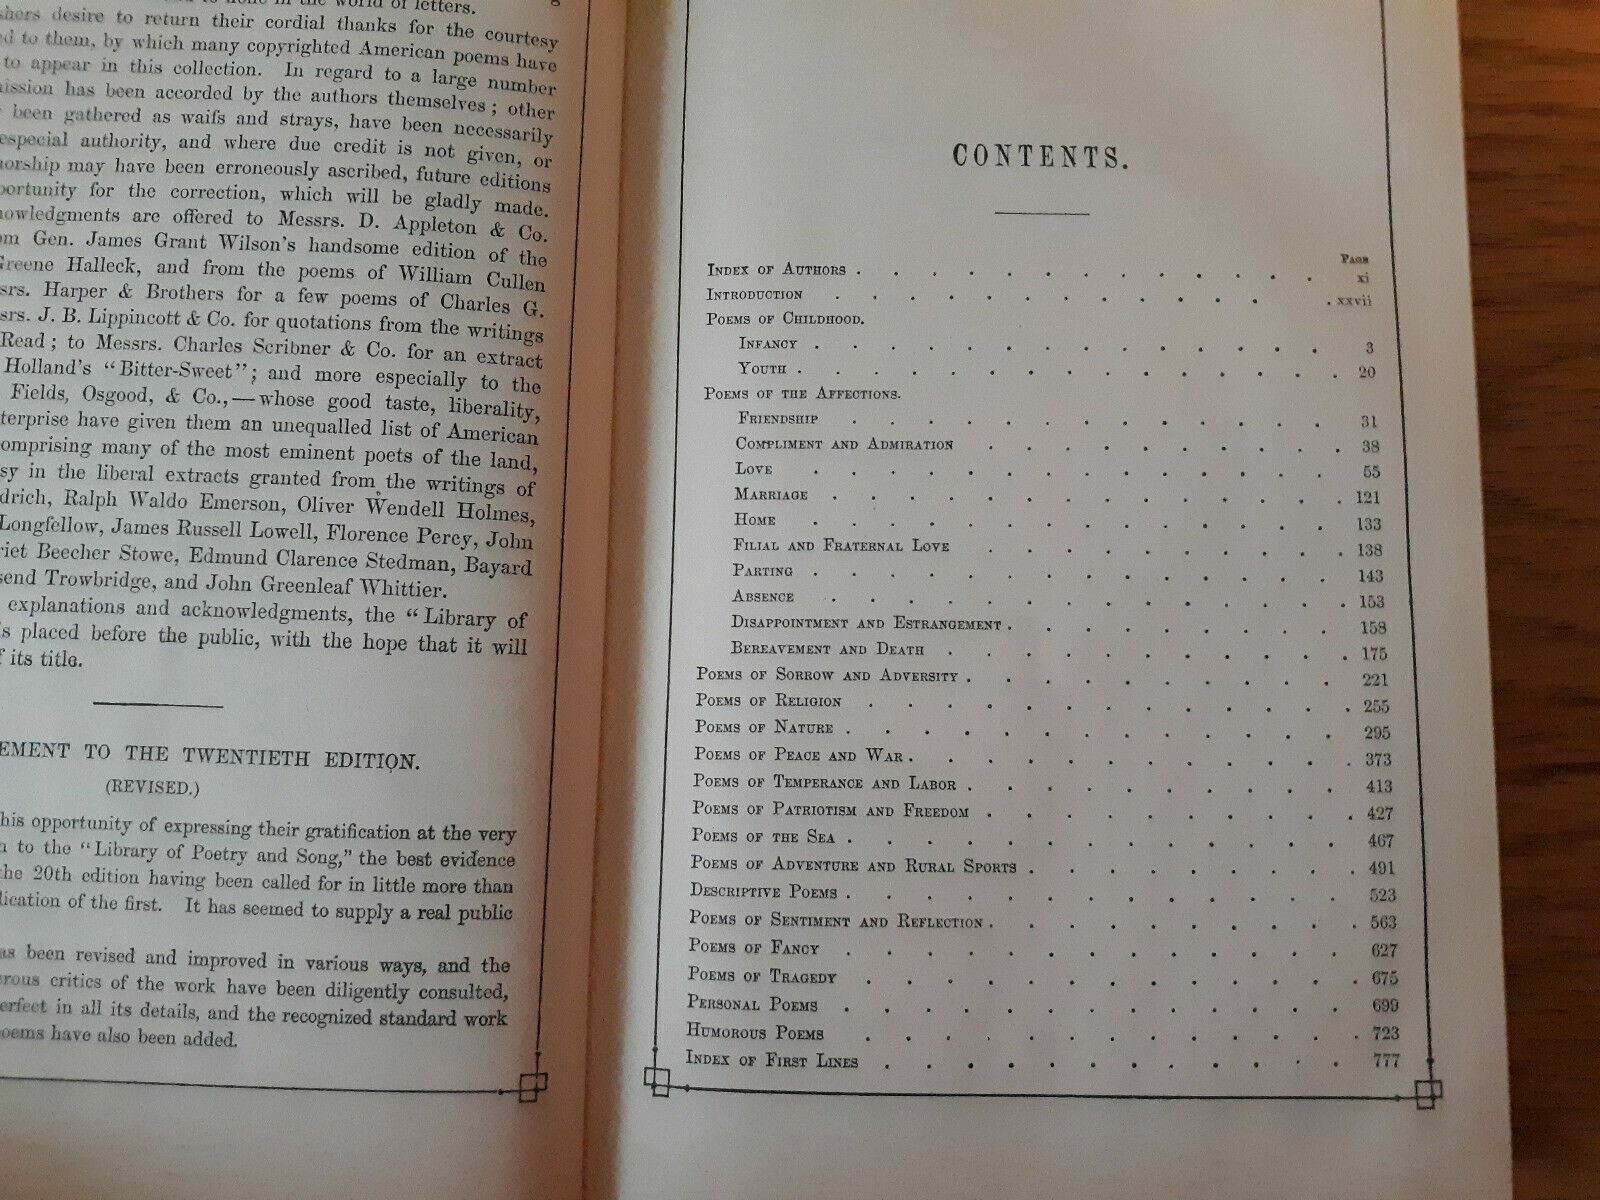 to none in the world of letters.
desire to return their cordial thanks for the courtesy
to them, by which many copyrighted American poems have
to appear in this collection. In regard to a large number
has been accorded by the authors themselves; other
been gathered as waifs and strays, have been necessarily
especial authority, and where due credit is not given, or
may have been erroneously ascribed, future editions
for the correction, which will be gladly made.
are offered to Messrs. D. Appleton & Co.
Gen. James Grant Wilson's handsome edition of the
Greene Halleck, and from the poems of William Cullen
Harper & Brothers for a few poems of Charles G.
J. B. Lippincott & Co. for quotations from the writings
Read; to Messrs. Charles Scribner & Co. for an extract
Holland's "Bitter-Sweet"; and more especially to the
Fields, Osgood, & Co.,—whose good taste, liberality,
terprise have given them an unequalled list of American
comprising many of the most eminent poets of the land,
sy in the liberal extracts granted from the writings of
drich, Ralph Waldo Emerson, Oliver Wendell Holmes,
Longfellow, James Russell Lowell, Florence Percy, John
riet Beecher Stowe, Edmund Clarence Stedman, Bayard
send Trowbridge, and John Greenleaf Whittier.
explanations and acknowledgments, the "Library of
is placed before the public, with the hope that it will
its title.
EMENT TO THE TWENTIETH EDITION.
(REVISED.)
his opportunity of expressing their gratification at the very
n to the "Library of Poetry and Song," the best evidence
the 20th edition having been called for in little more than
lication of the first. It has seemed to supply a real public
as been revised and improved in various ways, and the
rous critics of the work have been diligently consulted,
erfect in all its details, and the recognized standard work
poems have also been added.
CONTENTS.
PAGE
INDEX OF AUTHORS . . . . . . . . . . . . xi
INTRODUCTION . . . . . . . . . . . . xxvii
POEMS OF CHILDHOOD.
INFANCY . . . . . . . . . . . . 3
YOUTH . . . . . . . . . . . . 20
POEMS OF THE AFFECTIONS.
FRIENDSHIP . . . . . . . . . . . . 31
COMPLIMENT AND ADMIRATION . . . . . . . . . . 38
LOVE . . . . . . . . . . . . 55
MARRIAGE . . . . . . . . . . . . 121
HOME . . . . . . . . . . . . 133
FILIAL AND FRATERNAL LOVE . . . . . . . . . . 138
PARTING . . . . . . . . . . . . 143
ABSENCE . . . . . . . . . . . . 153
DISAPPOINTMENT AND ESTRANGEMENT . . . . . . . . . 158
BEREAVEMENT AND DEATH . . . . . . . . . . 175
POEMS OF SORROW AND ADVERSITY . . . . . . . . . . 221
POEMS OF RELIGION . . . . . . . . . . . . 255
POEMS OF NATURE . . . . . . . . . . . . 295
POEMS OF PEACE AND WAR . . . . . . . . . . . 373
POEMS OF TEMPERANCE AND LABOR . . . . . . . . . . 413
POEMS OF PATRIOTISM AND FREEDOM . . . . . . . . . . 427
POEMS OF THE SEA . . . . . . . . . . . . 467
POEMS OF ADVENTURE AND RURAL SPORTS . . . . . . . . . 491
DESCRIPTIVE POEMS . . . . . . . . . . . . 523
POEMS OF SENTIMENT AND REFLECTION . . . . . . . . . . 563
POEMS OF FANCY . . . . . . . . . . . . 627
POEMS OF TRAGEDY . . . . . . . . . . . . 675
PERSONAL POEMS . . . . . . . . . . . . 699
HUMOROUS POEMS . . . . . . . . . . . . 723
INDEX OF FIRST LINES . . . . . . . . . . . . 777